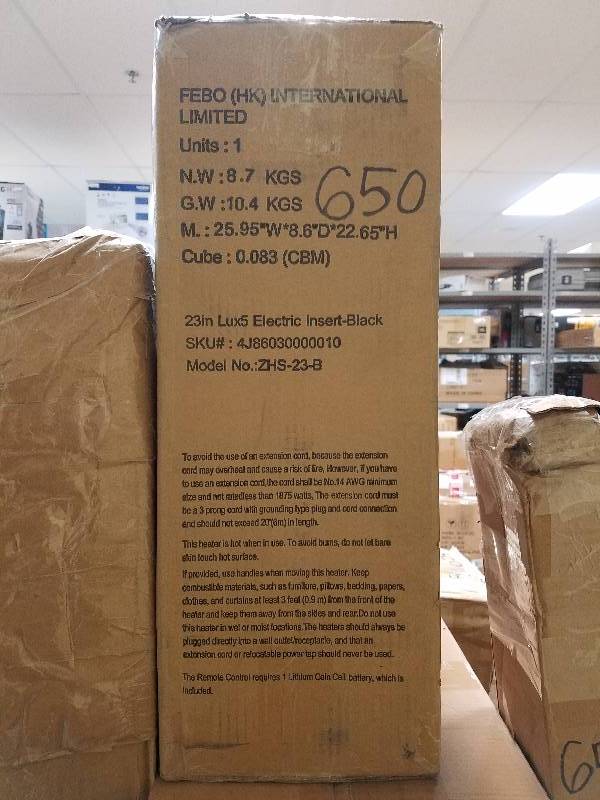 FEBO (HK) INTERNATIONAL
LIMITED
Units : 1
N.W :8.7 KGS
G.W :10.4 KGS
650
M. : 25.95"W*8.6"D*22.65"H
Cube : 0.083 (CBM)
23in Lux5 Electric Insert-Black
SKU# : 4J86030000010
Model No.:ZHS-23-B
To avoid the use of an extension cord, because the extension
cord may overheat and cause a risk of fire, However, if you have
to use an extension cord,the cord shall be No.14 AWG minimum
size and not ratedless than 1875 watts, The extension cord must
be a 3 prong cord with grounding type plug and cord connection
and should not exceed 20'(6m) in length.
This heater is hot when in use. To avoid burns, do not let bare
skin touch hot surface.
If provided, use handles when moving this heater. Keep
combustible materials, such as furniture, pillows, bedding, papers,
clothes, and curtains at least 3 feet (0.9 m) from the front of the
heater and keep them away from the sides and rear.Do not use
this heater in wet or moist locations.The heaters should always be
plugged directly into a wall outlet/receptacle, and that an
extension cord or relocatable power tap should never be used.
The Remote Control requires 1 Lithium Coin Cell battery, which is
included.